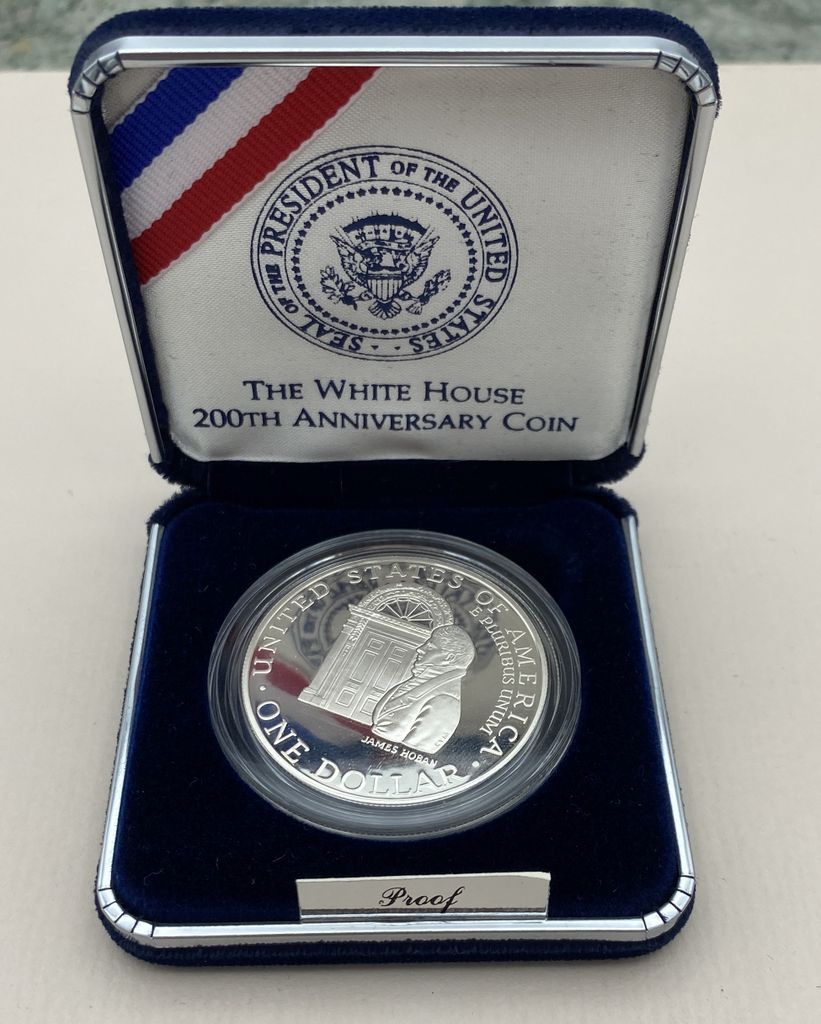 SEAL OF THE PRESIDENT OF THE UNITED STATES
THE WHITE HOUSE
200TH ANNIVERSARY COIN
UNITED STATES OF AMERICA
E PLURIBUS UNUM
JAMES HOBAN
ONE DOLLAR
Proof